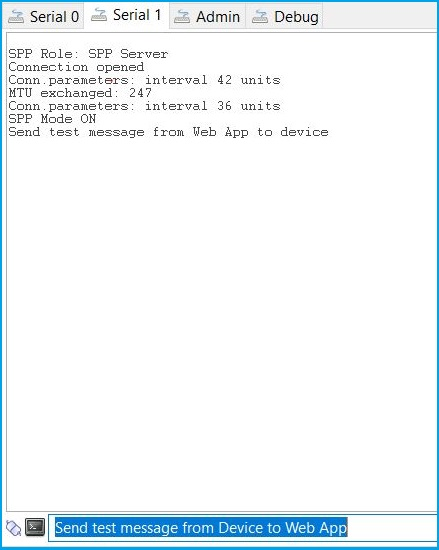 Serial 0 Serial 1 Admin Debug
SPP Role: SPP Server
Connection opened
Conn.parameters: interval 42 units
MTU exchanged: 247
Conn.parameters: interval 36 units
SPP Mode ON
Send test message from Web App to device
Send test message from Device to Web App